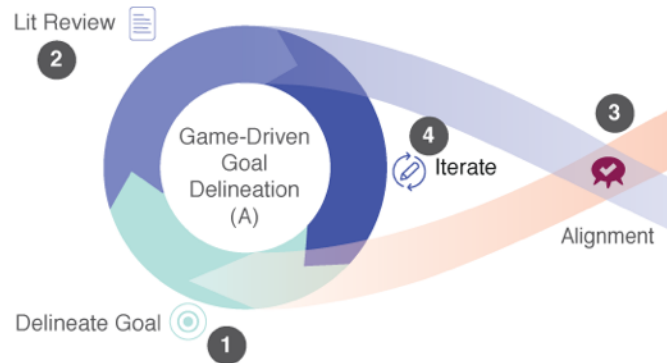 Lit Review
2
3
4
Game-Driven
Goal
Delineation
(A)
Iterate
Alignment
Delineate Goal
1